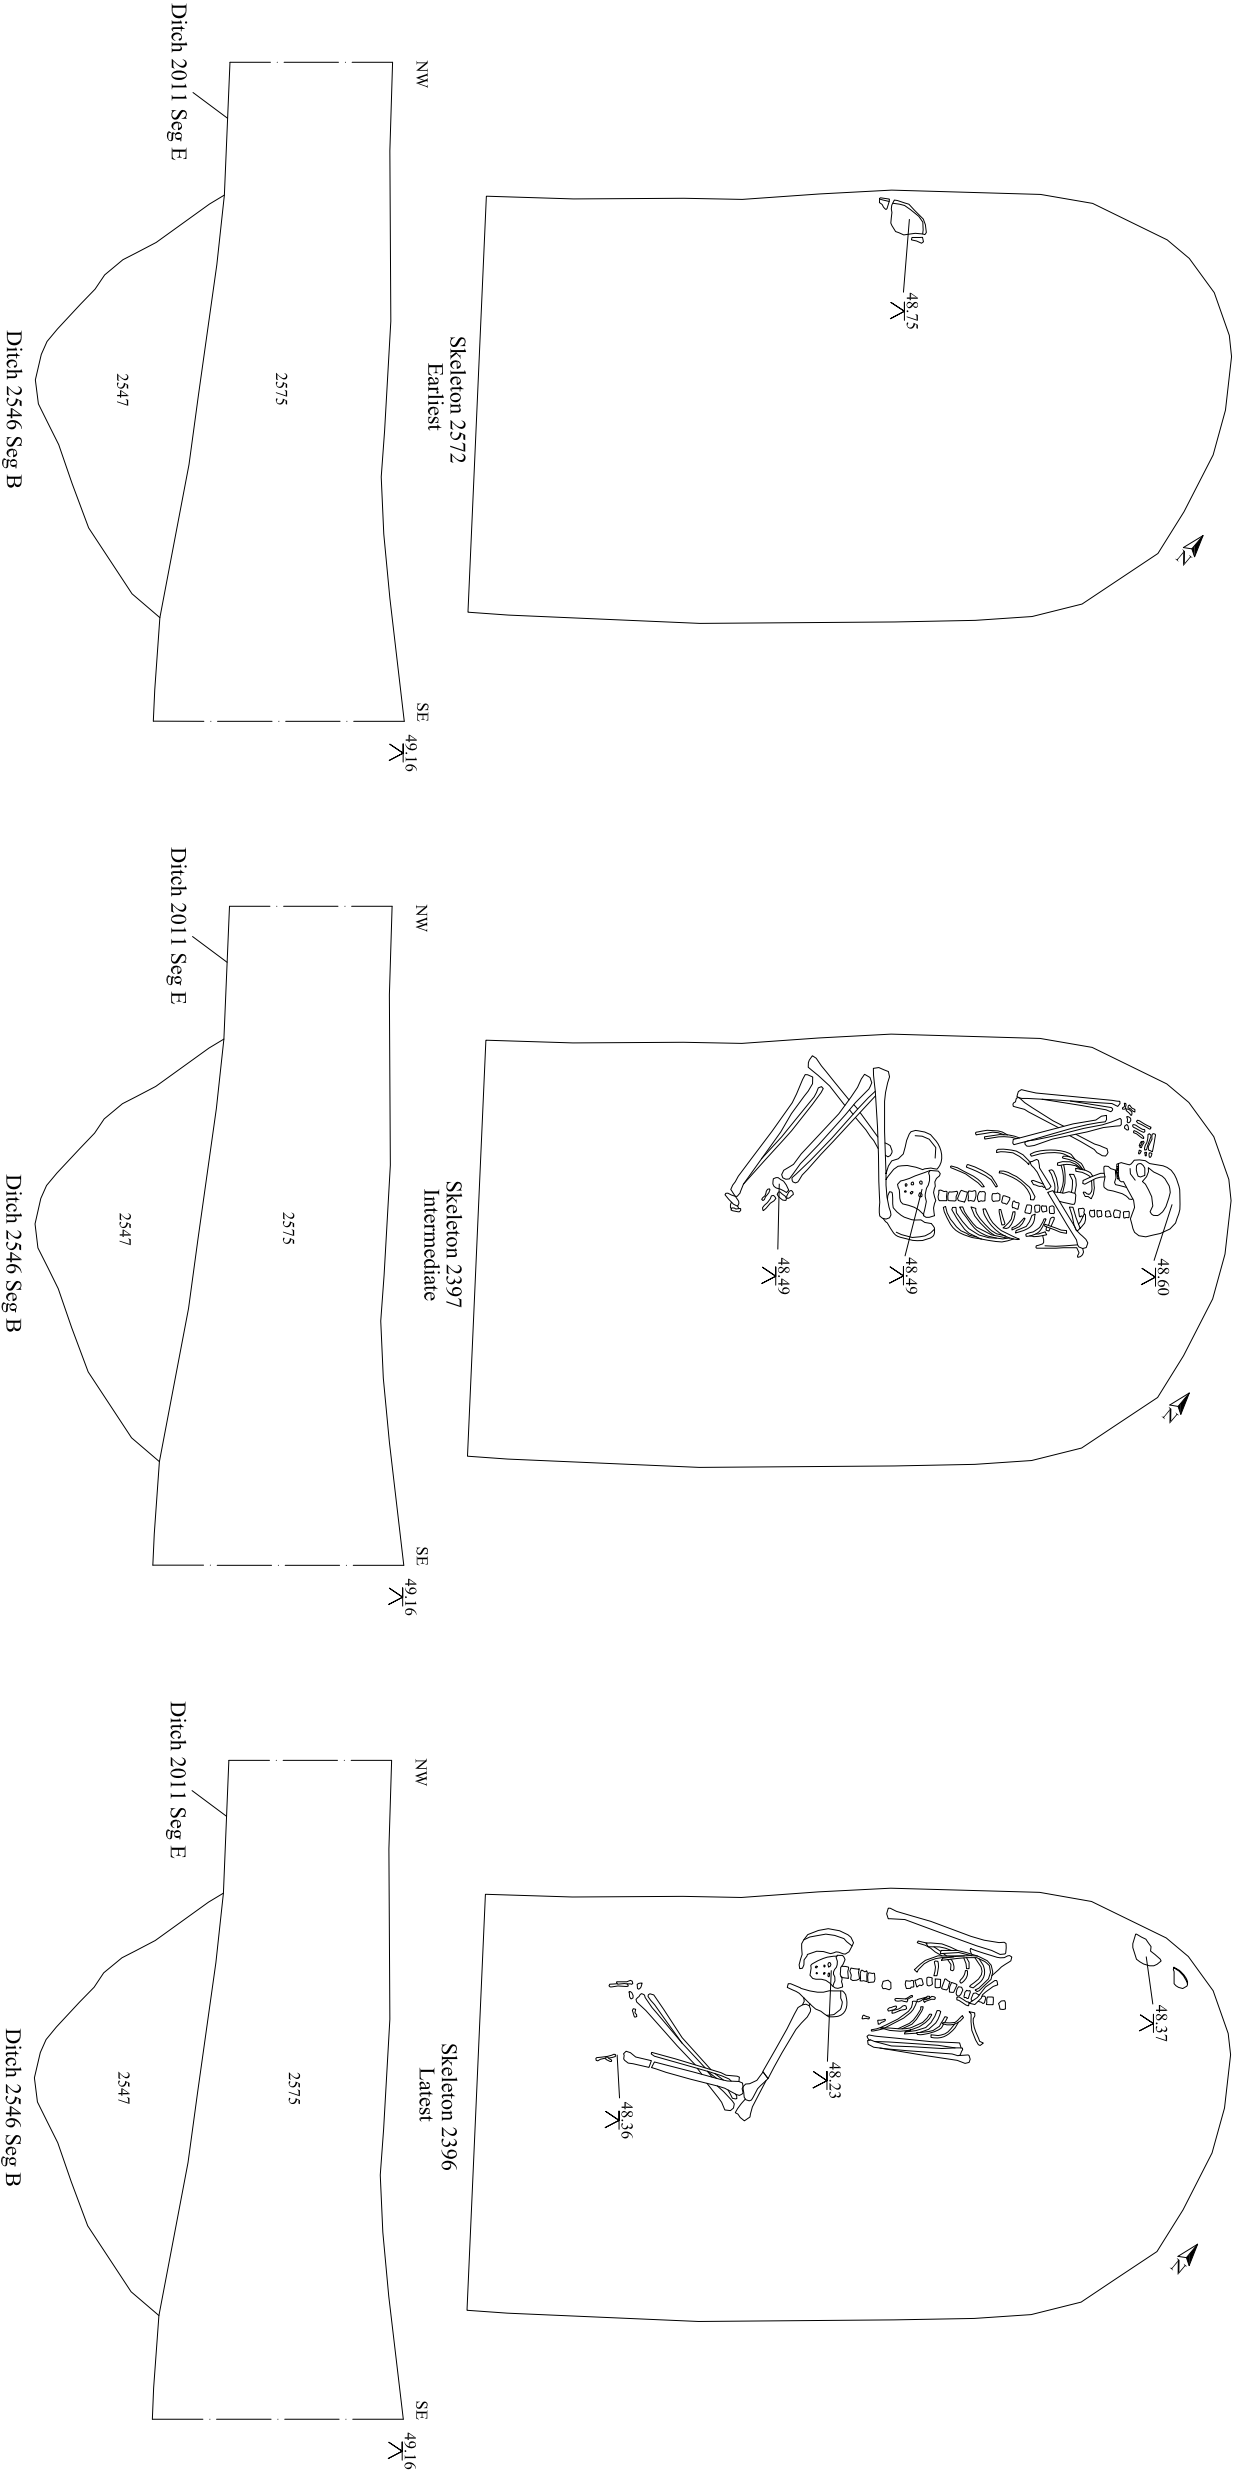 N
48.75
Skeleton 2572
Earliest
NW
SE
49.16
2575
2547
Ditch 2011 Seg E
Ditch 2546 Seg B
N
48.60
48.49
48.49
Skeleton 2397
Intermediate
NW
SE
49.16
2575
2547
Ditch 2011 Seg E
Ditch 2546 Seg B
N
48.37
48.23
48.36
Skeleton 2396
Latest
NW
SE
49.16
2575
2547
Ditch 2011 Seg E
Ditch 2546 Seg B